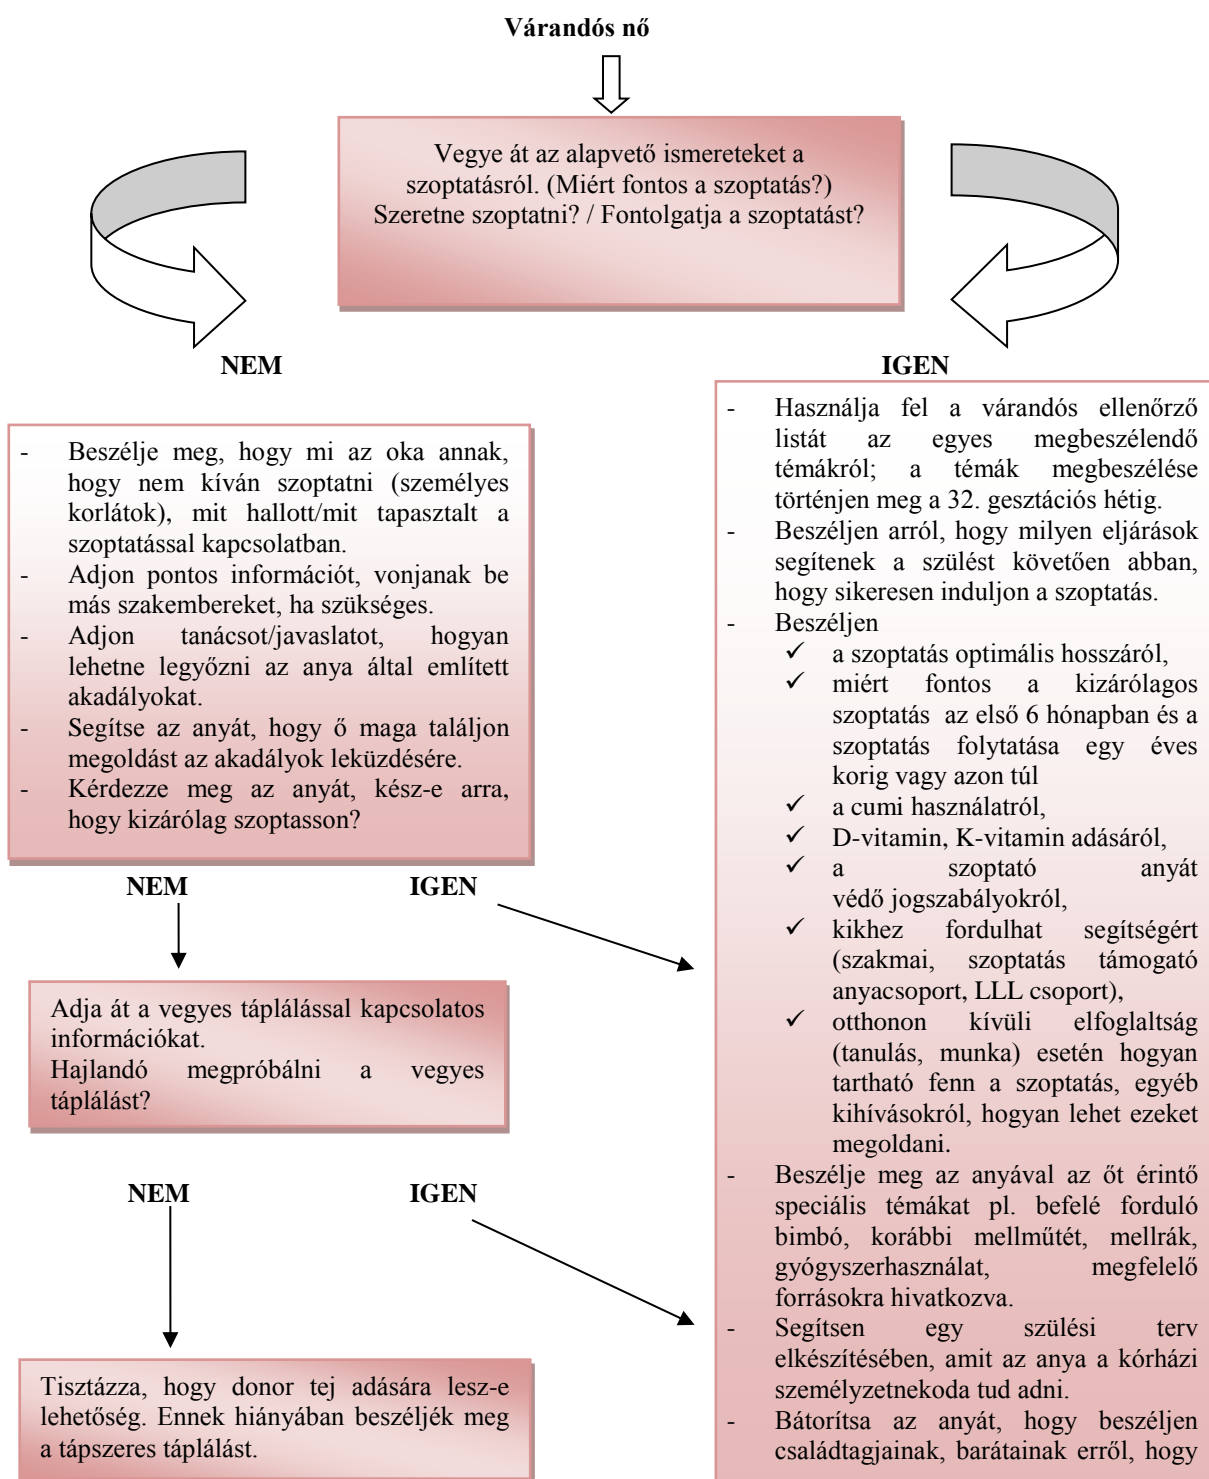 Várandós nő
Vegye át az alapvető ismereteket a
szoptatásról. (Miért fontos a szoptatás?)
Szeretne szoptatni? / Fontolgatja a szoptatást?
NEM
IGEN
- Beszélje meg, hogy mi az oka annak,
hogy nem kíván szoptatni (személyes
korlátok), mit hallott/mit tapasztalt a
szoptatással kapcsolatban.
- Adjon pontos információt, vonjanak be
más szakembereket, ha szükséges.
- Adjon tanácsot/javaslatot, hogyan
lehetne legyőzni az anya által említett
akadályokat.
- Segítse az anyát, hogy ő maga találjon
megoldást az akadályok leküzdésére.
- Kérdezze meg az anyát, kész-e arra,
hogy kizárólag szoptasson?
NEM
IGEN
Adja át a vegyes táplálással kapcsolatos
információkat.
Hajlandó megpróbálni a vegyes
táplálást?
NEM
IGEN
Tisztázza, hogy donor tej adására lesz-e
lehetőség. Ennek hiányában beszéljék meg
a tápszeres táplálást.
- Használja fel a várandós ellenőrző
listát az egyes megbeszélendő
témákról; a témák megbeszélése
történjen meg a 32. gesztációs hétig.
- Beszéljen arról, hogy milyen eljárások
segítenek a szülést követően abban,
hogy sikeresen induljon a szoptatás.
- Beszéljen
✓ a szoptatás optimális hosszáról,
✓ miért fontos a kizárólagos
szoptatás az első 6 hónapban és a
szoptatás folytatása egy éves
korig vagy azon túl
✓ a cumi használatról,
✓ D-vitamin, K-vitamin adásáról,
✓ a szoptató anyát
védő jogszabályokról,
✓ kikhez fordulhat segítségért
(szakmai, szoptatás támogató
anyacsoport, LLL csoport),
✓ otthonon kívüli elfoglaltság
(tanulás, munka) esetén hogyan
tartható fenn a szoptatás, egyéb
kihívásokról, hogyan lehet ezeket
megoldani.
- Beszélje meg az anyával az őt érintő
speciális témákat pl. befelé forduló
bimbó, korábbi mellműtét, mellrák,
gyógyszerhasználat, megfelelő
forrásokra hivatkozva.
- Segítsen egy szülési terv
elkészítésében, amit az anya a kórházi
személyzetnekoda tud adni.
- Bátorítsa az anyát, hogy beszéljen
családtagjainak, barátainak erről, hogy